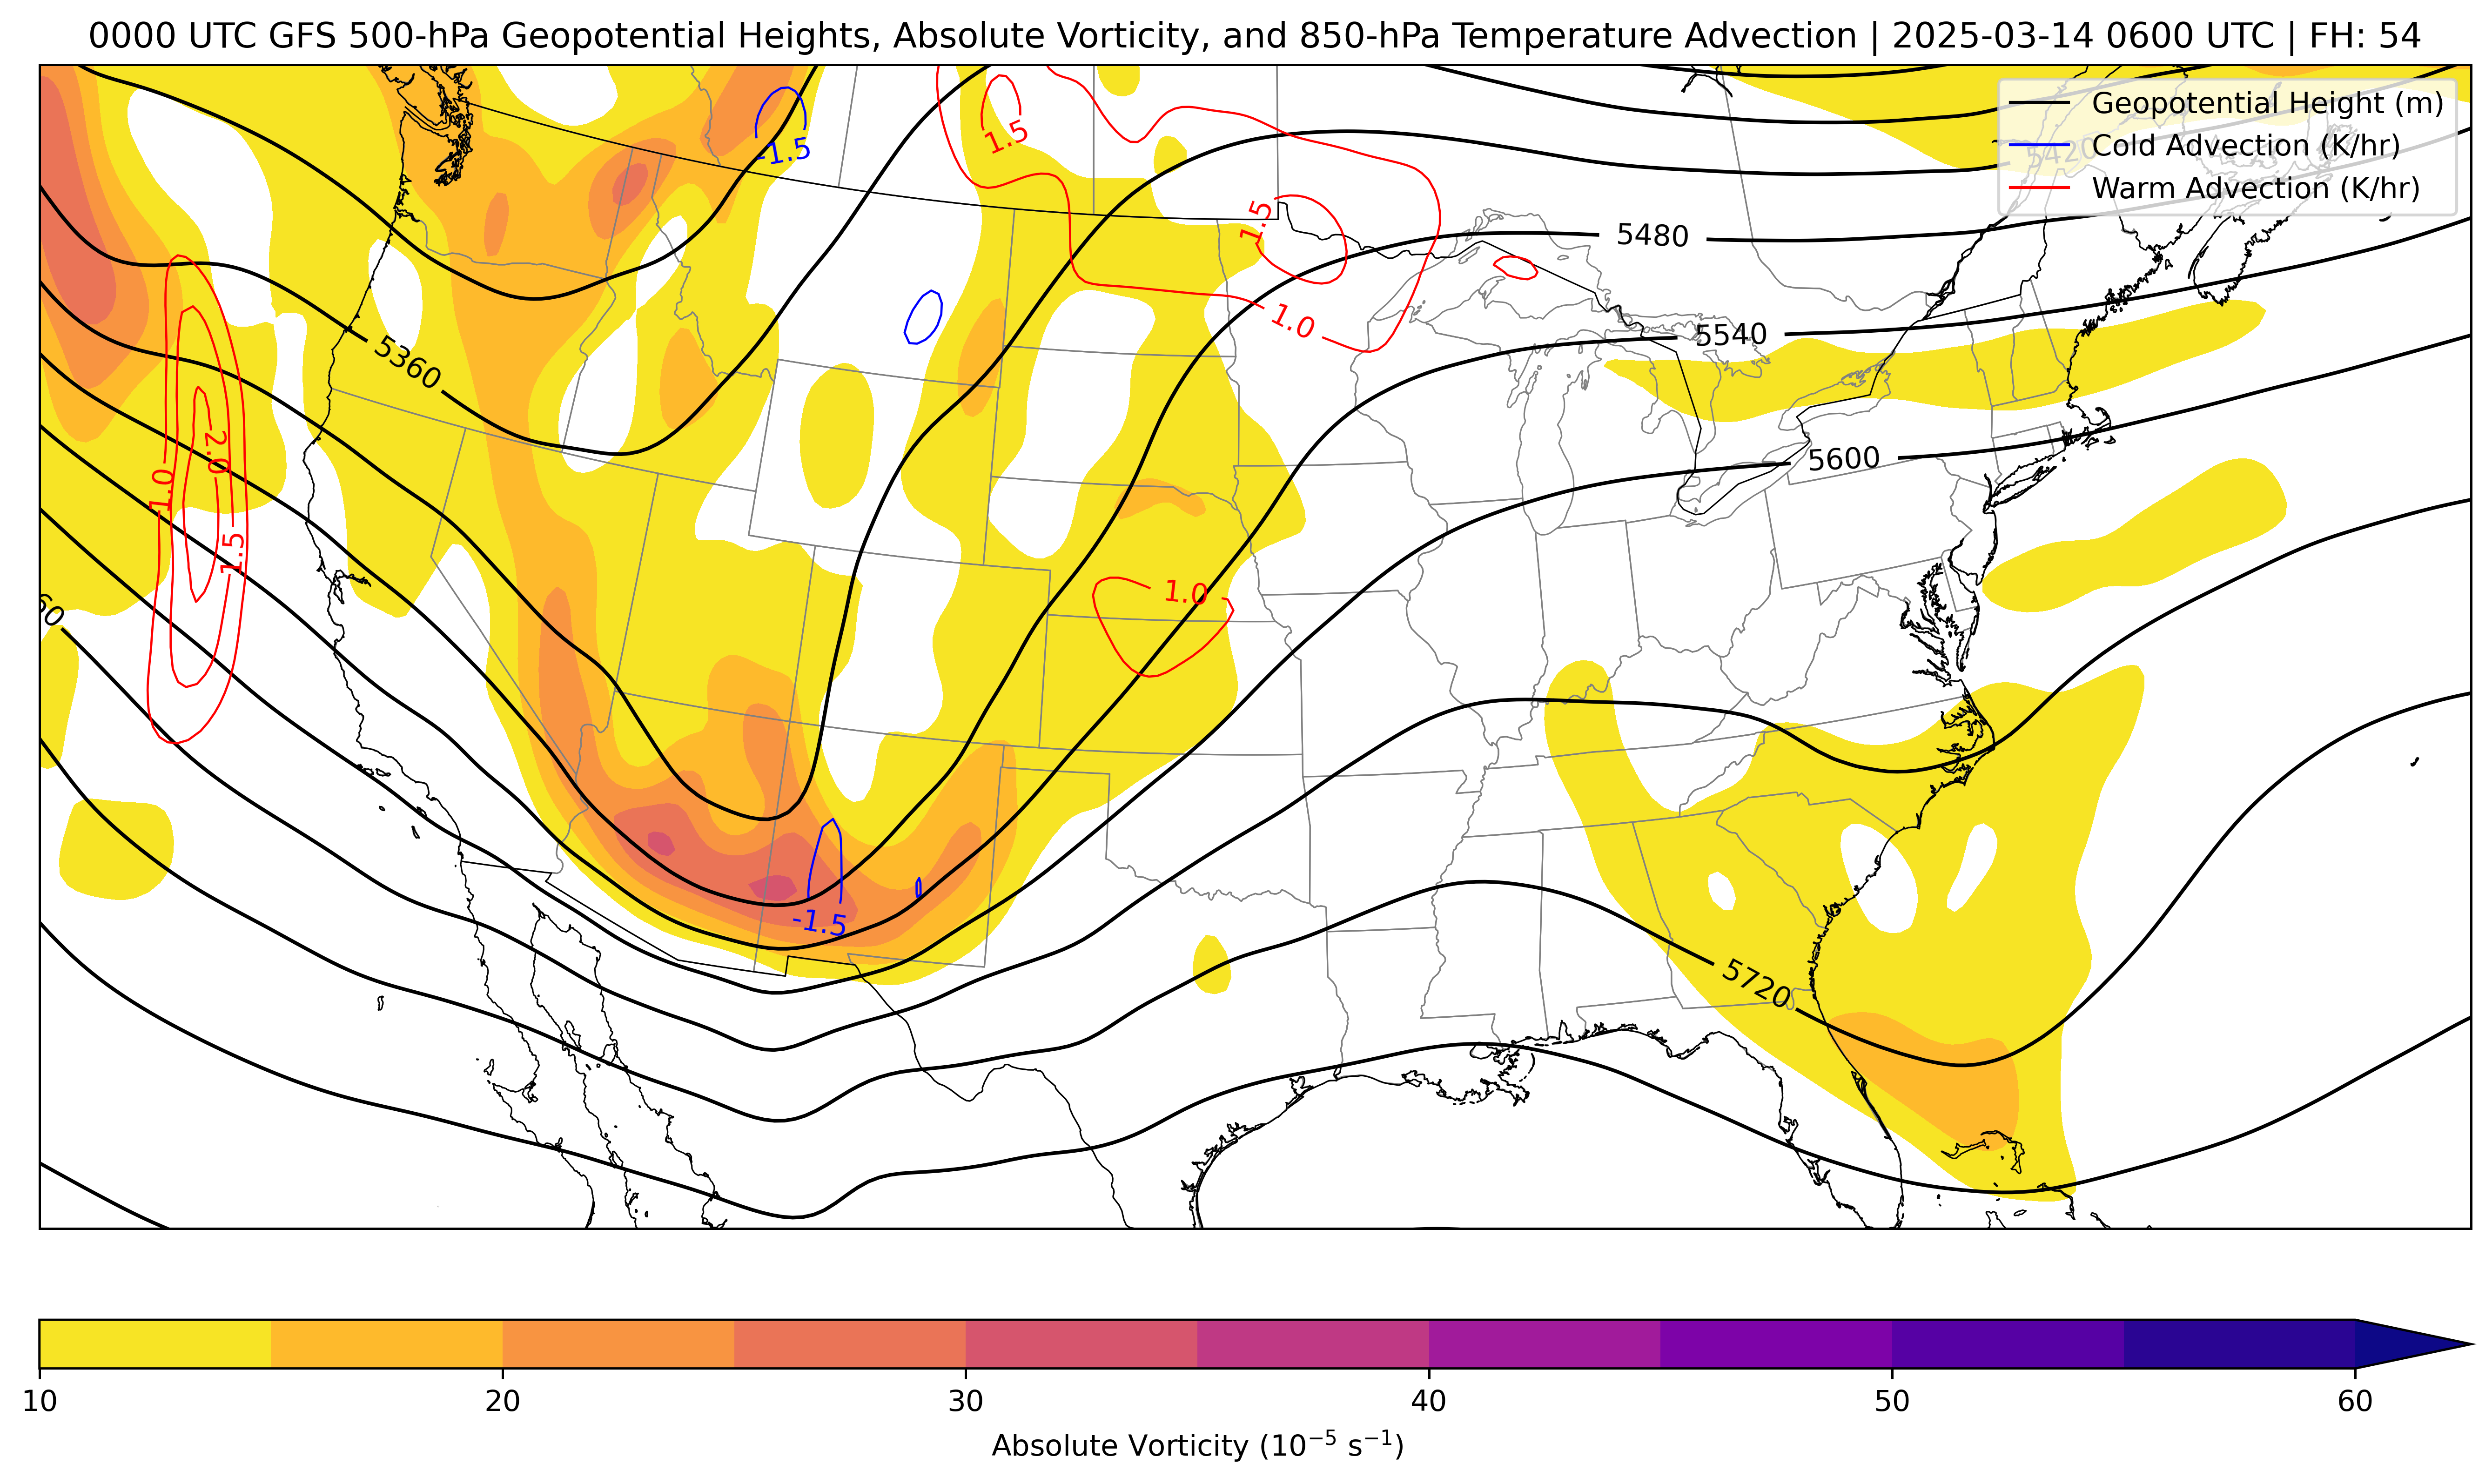 0000 UTC GFS 500-hPa Geopotential Heights, Absolute Vorticity, and 850-hPa Temperature Advection | 2025-03-14 0600 UTC | FH: 54
Geopotential Height (m)
Cold Advection (K/hr)
Warm Advection (K/hr)
5420
-1.5
1.5
1.5
5480
1.0
5540
5360
2.0
1.0
1.5
5600
1.0
60
-1.5
5720
10 20 30 40 50 60
Absolute Vorticity (10⁻⁵ s⁻¹)